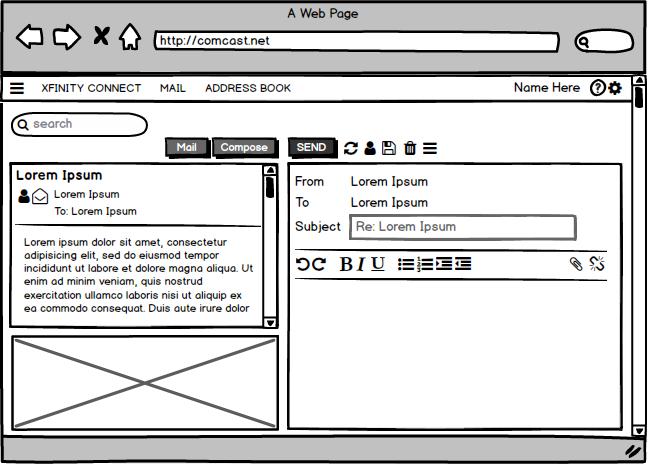 A Web Page
http://comcast.net
XFINITY CONNECT MAIL ADDRESS BOOK Name Here ?
search
Mail Compose SEND
Lorem Ipsum
Lorem Ipsum
To: Lorem Ipsum
Lorem ipsum dolor sit amet, consectetur
adipisicing elit, sed do eiusmod tempor
incididunt ut labore et dolore magna aliqua. Ut
enim ad minim veniam, quis nostrud
exercitation ullamco laboris nisi ut aliquip ex
ea commodo consequat. Duis aute irure dolor
From Lorem Ipsum
To Lorem Ipsum
Subject Re: Lorem Ipsum
B I U